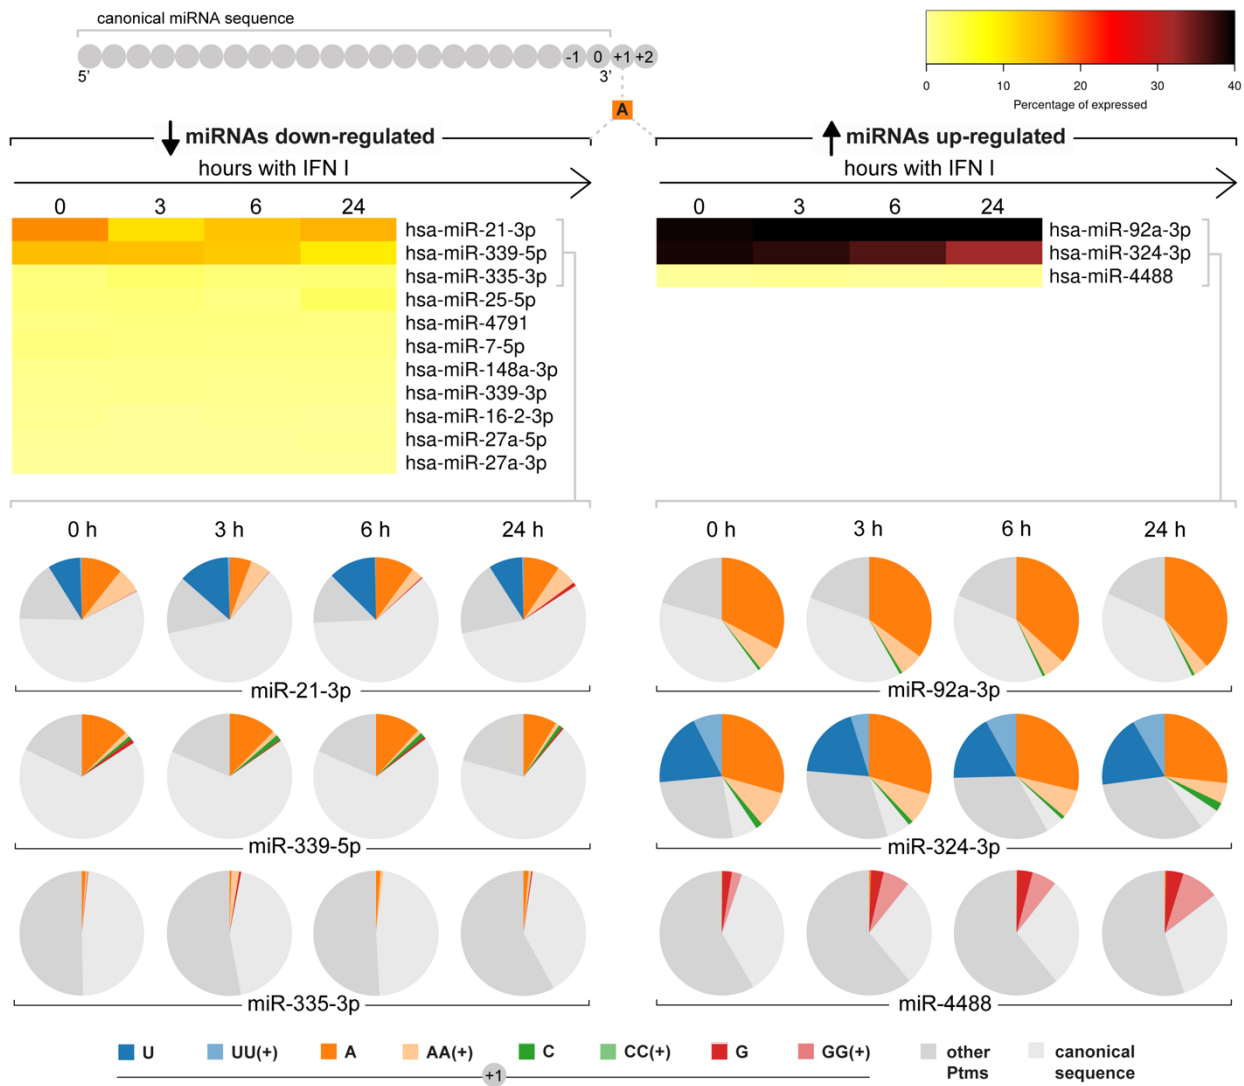 canonical miRNA sequence
-1 0 +1 +2
5' 3'
A
0 10 20 30 40
Percentage of expressed
miRNAs down-regulated
hours with IFN I
0 3 6 24
hsa-miR-21-3p
hsa-miR-339-5p
hsa-miR-335-3p
hsa-miR-25-5p
hsa-miR-4791
hsa-miR-7-5p
hsa-miR-148a-3p
hsa-miR-339-3p
hsa-miR-16-2-3p
hsa-miR-27a-5p
hsa-miR-27a-3p
miRNAs up-regulated
hours with IFN I
0 3 6 24
hsa-miR-92a-3p
hsa-miR-324-3p
hsa-miR-4488
0 h 3 h 6 h 24 h
miR-21-3p
miR-339-5p
miR-335-3p
0 h 3 h 6 h 24 h
miR-92a-3p
miR-324-3p
miR-4488
U UU(+) A AA(+) C CC(+) G GG(+) other canonical
Ptms sequence
+1